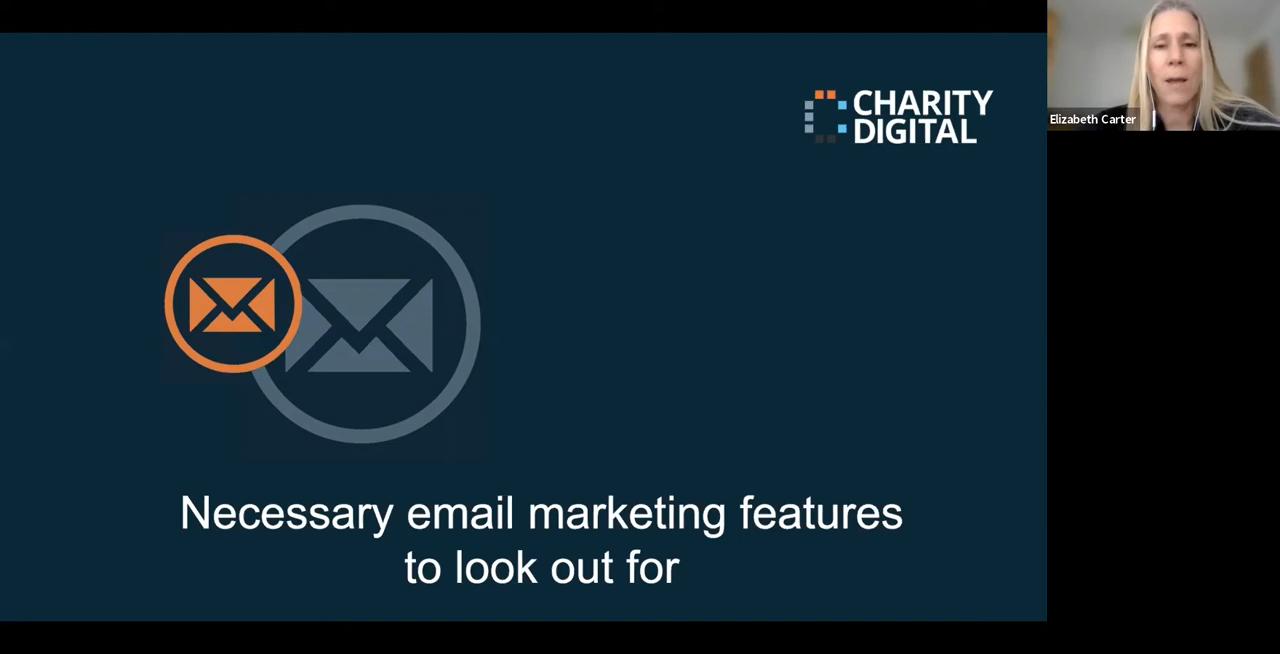 CHARITY
DIGITAL
Elizabeth Carter
Necessary email marketing features
to look out for